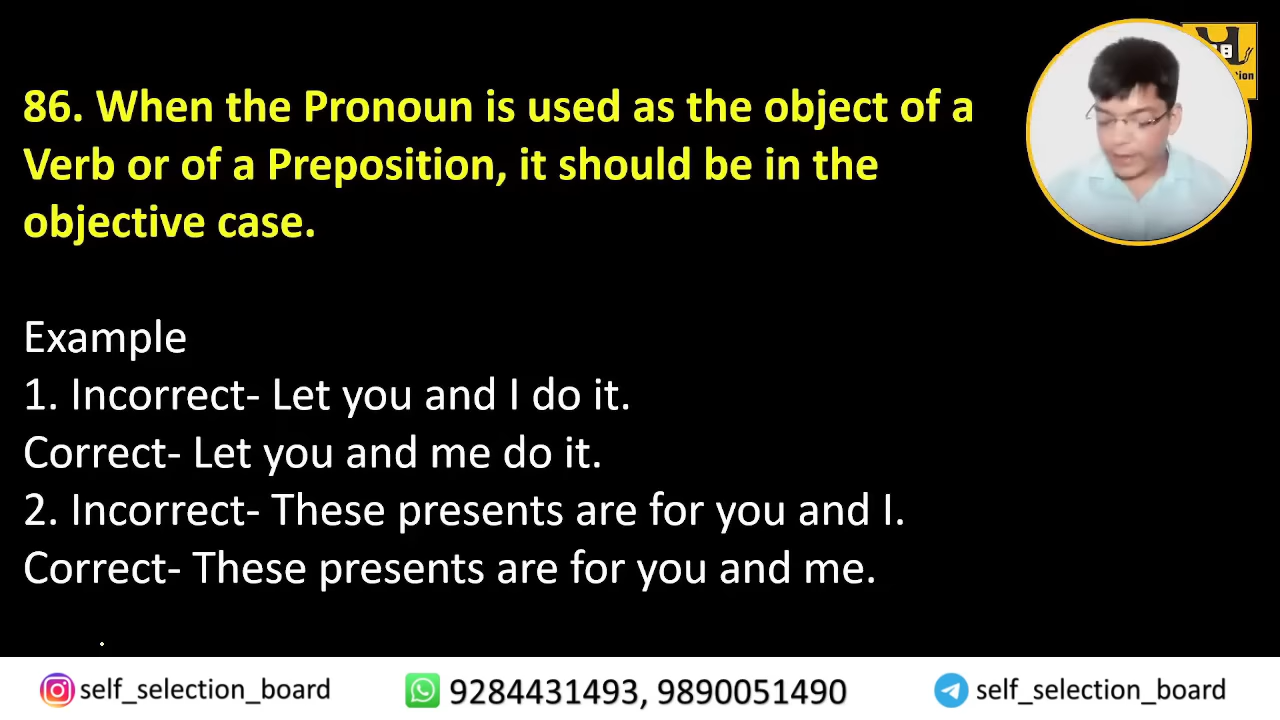 86. When the Pronoun is used as the object of a
Verb or of a Preposition, it should be in the
objective case.
Example
1. Incorrect- Let you and I do it.
Correct- Let you and me do it.
2. Incorrect- These presents are for you and I.
Correct- These presents are for you and me.
self_selection_board
9284431493, 9890051490
self_selection_board